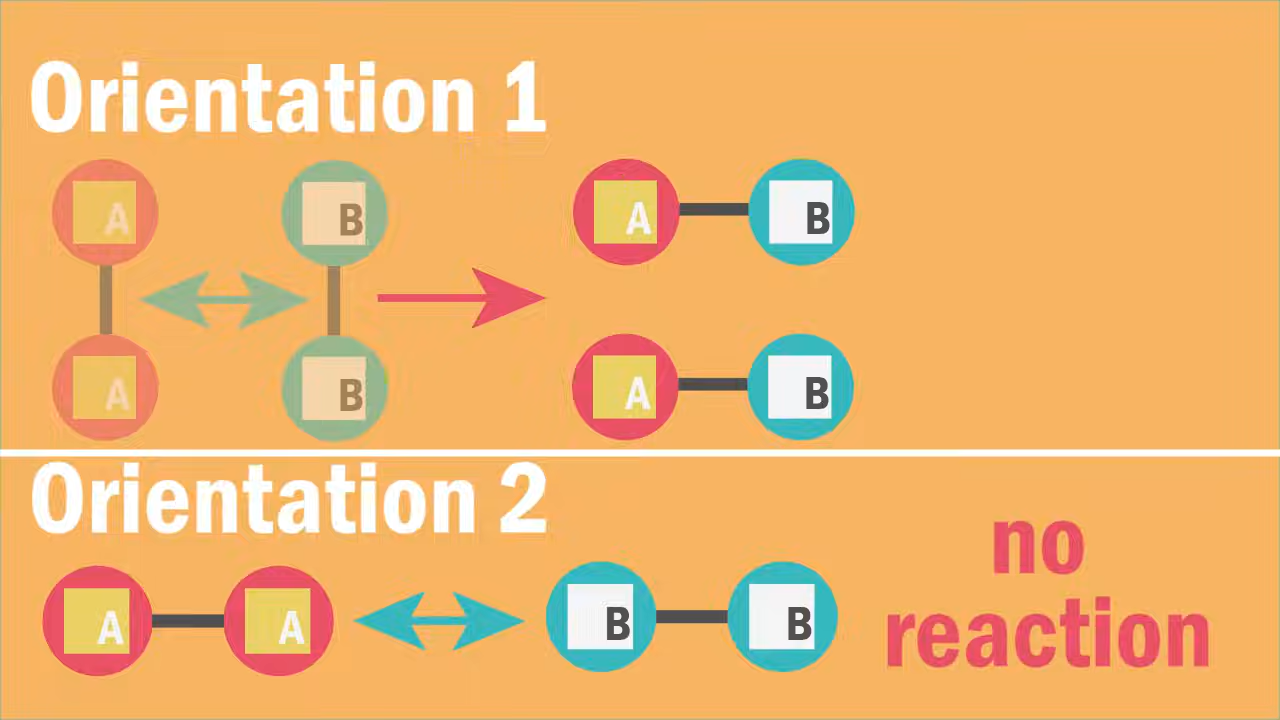 Orientation 1
A B A B
A B A B
Orientation 2
A A B B
no
reaction